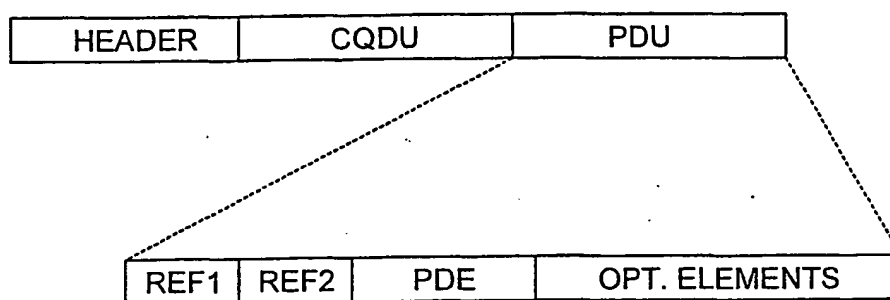 HEADER CQDU PDU
REF1 REF2 PDE OPT. ELEMENTS